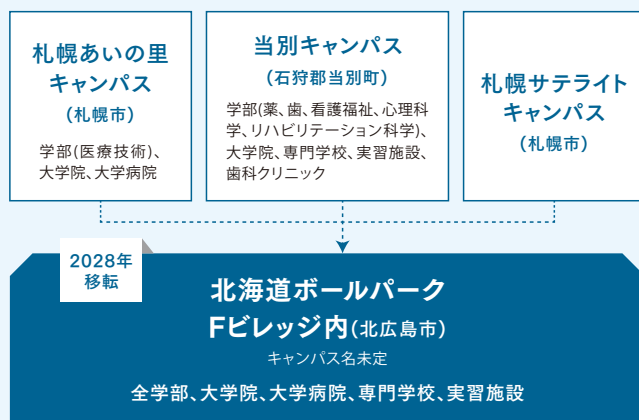 札幌あいの里
キャンパス
(札幌市)
学部(医療技術)、
大学院、大学病院
当別キャンパス
(石狩郡当別町)
学部(薬、歯、看護福祉、心理科
学、リハビリテーション科学)、
大学院、専門学校、実習施設、
歯科クリニック
札幌サテライト
キャンパス
(札幌市)
2028年
移転
北海道ボールパーク
Fビレッジ内(北広島市)
キャンパス名未定
全学部、大学院、大学病院、専門学校、実習施設